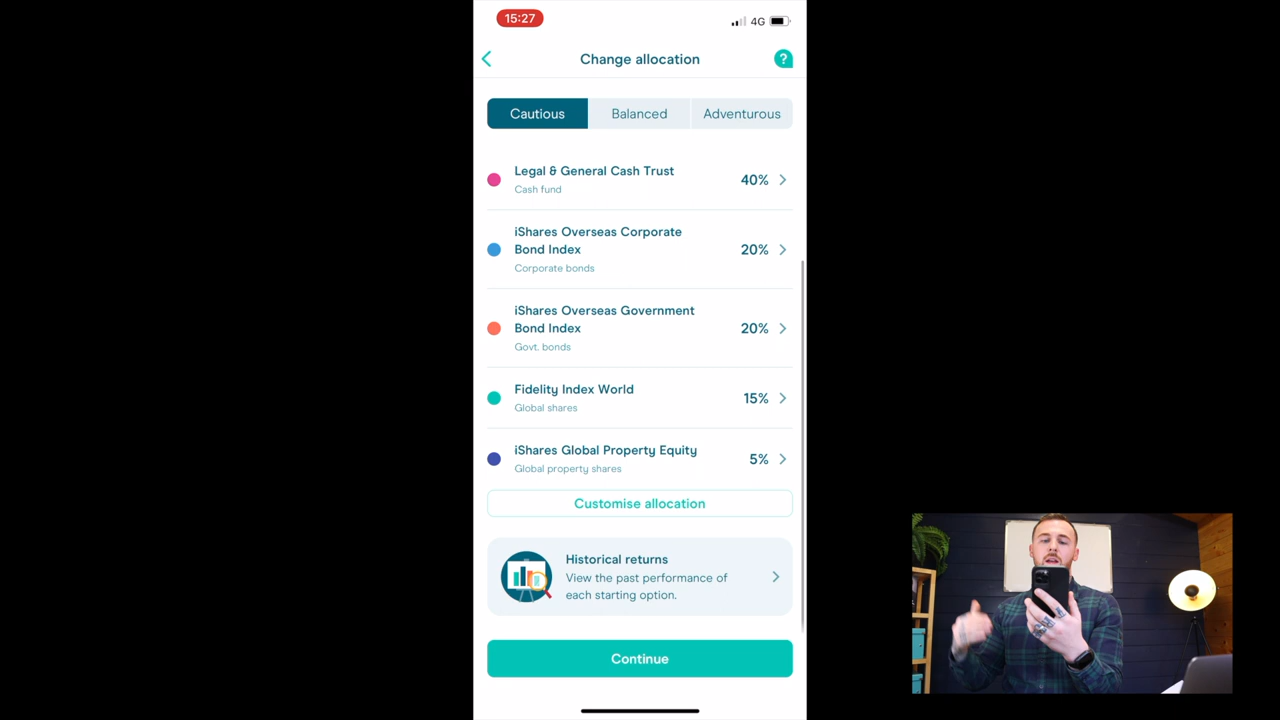 15:27
4G
Change allocation
?
Cautious
Balanced
Adventurous
Legal & General Cash Trust
Cash fund
40%
iShares Overseas Corporate
Bond Index
Corporate bonds
20%
iShares Overseas Government
Bond Index
Govt. bonds
20%
Fidelity Index World
Global shares
15%
iShares Global Property Equity
Global property shares
5%
Customise allocation
Historical returns
View the past performance of
each starting option.
Continue